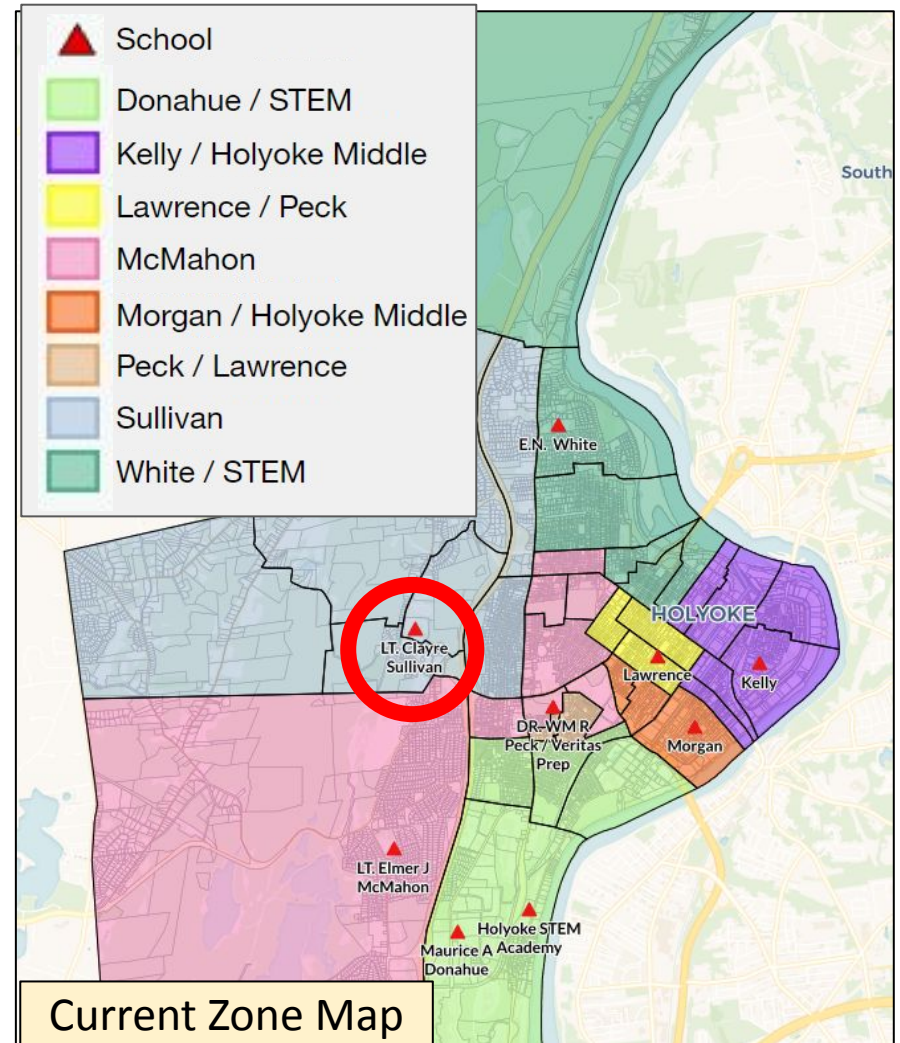 School
Donahue / STEM
Kelly / Holyoke Middle
Lawrence / Peck
McMahon
Morgan / Holyoke Middle
Peck / Lawrence
Sullivan
White / STEM
South
E.N. White
HOLYOKE
LT. Clayre
Sullivan
Lawrence
Kelly
DR. WM R
Peck / Veritas
Prep
Morgan
LT. Elmer J
McMahon
Holyoke STEM
Academy
Maurice A
Donahue
Current Zone Map